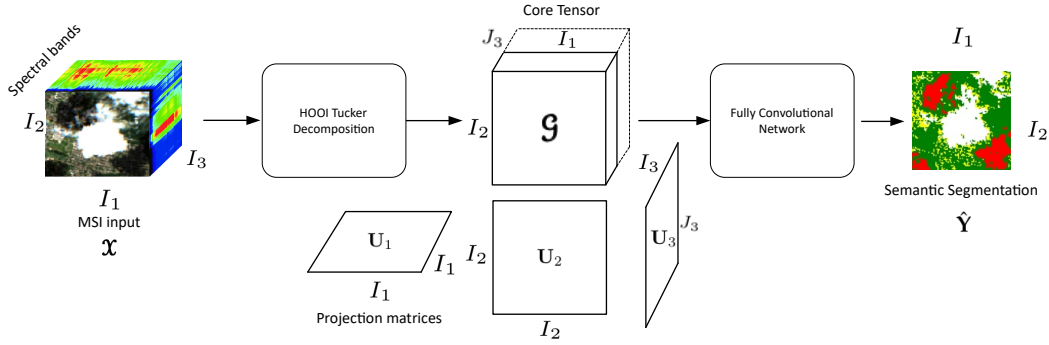 Spectral bands
I₂
I₃
I₁
MSI input
𝔛
HOOI Tucker
Decomposition
Core Tensor
J₃
I₁
I₂
𝒢
I₃
U₁
I₁
I₁
Projection matrices
I₂
U₂
I₂
U₃
J₃
Fully Convolutional
Network
I₁
I₂
Semantic Segmentation
Ŷ